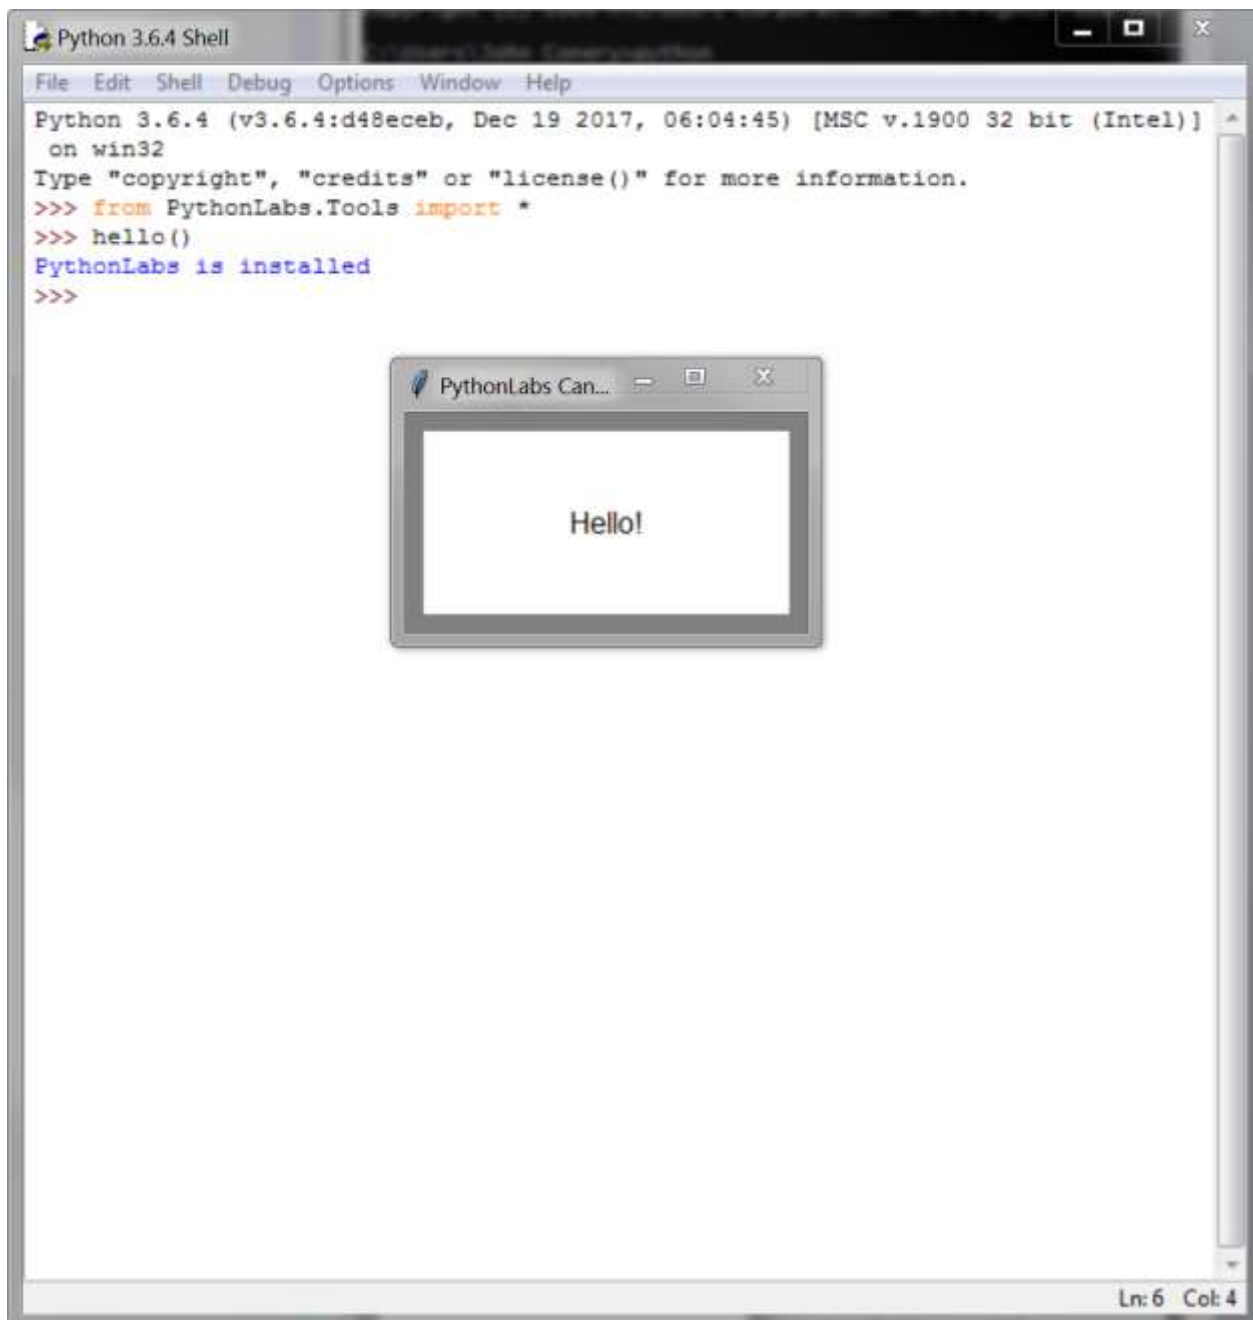 Python 3.6.4 Shell
File Edit Shell Debug Options Window Help
Python 3.6.4 (v3.6.4:d48eceb, Dec 19 2017, 06:04:45) [MSC v.1900 32 bit (Intel)]
on win32
Type "copyright", "credits" or "license()" for more information.
>>> from PythonLabs.Tools import *
>>> hello()
PythonLabs is installed
>>>
PythonLabs Can...
Hello!
Ln: 6 Col: 4